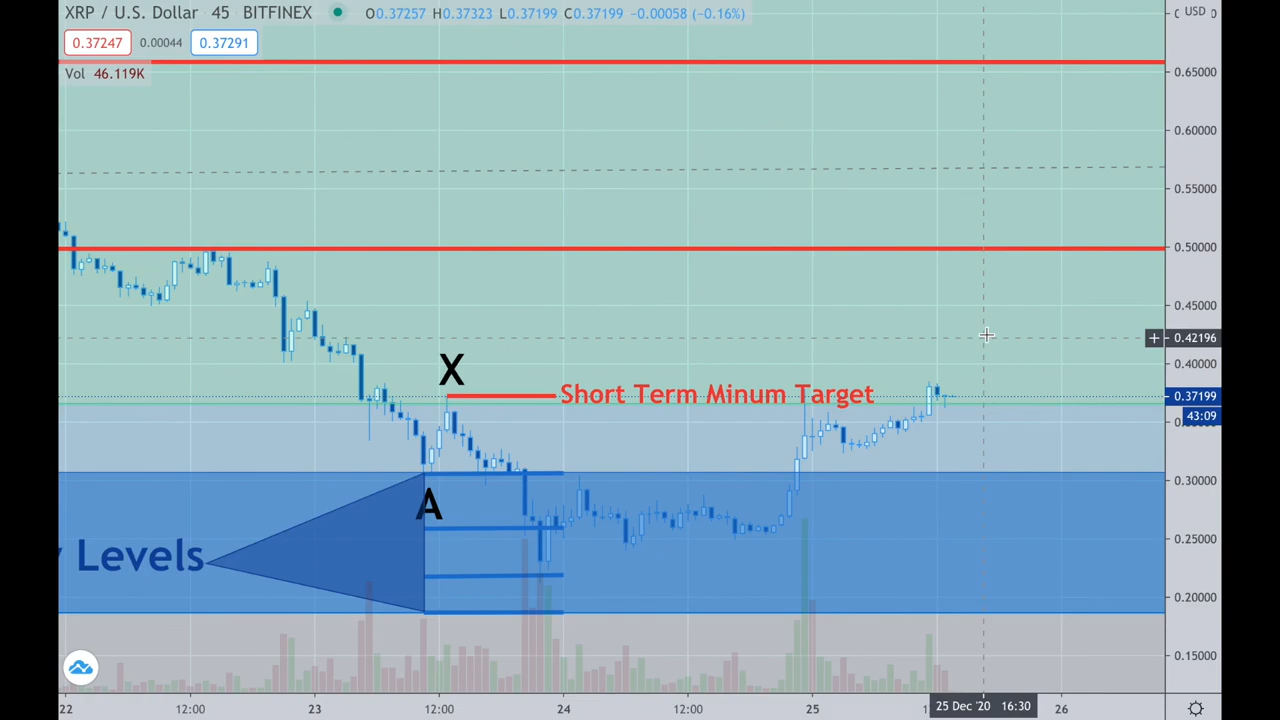 XRP / U.S. Dollar 45 BITFINEX O0.37257 H0.37323 L0.37199 C0.37199 −0.00058 (−0.16%)
USD
0.37247 0.00044 0.37291
Vol 46.119K
0.65000
0.60000
0.55000
0.50000
0.45000
+ 0.42196
0.40000
X
Short Term Minum Target
0.37199
43:09
0.30000
A
Levels
0.25000
0.20000
0.15000
22 12:00 23 12:00 24 12:00 25 25 Dec '20 16:30 26